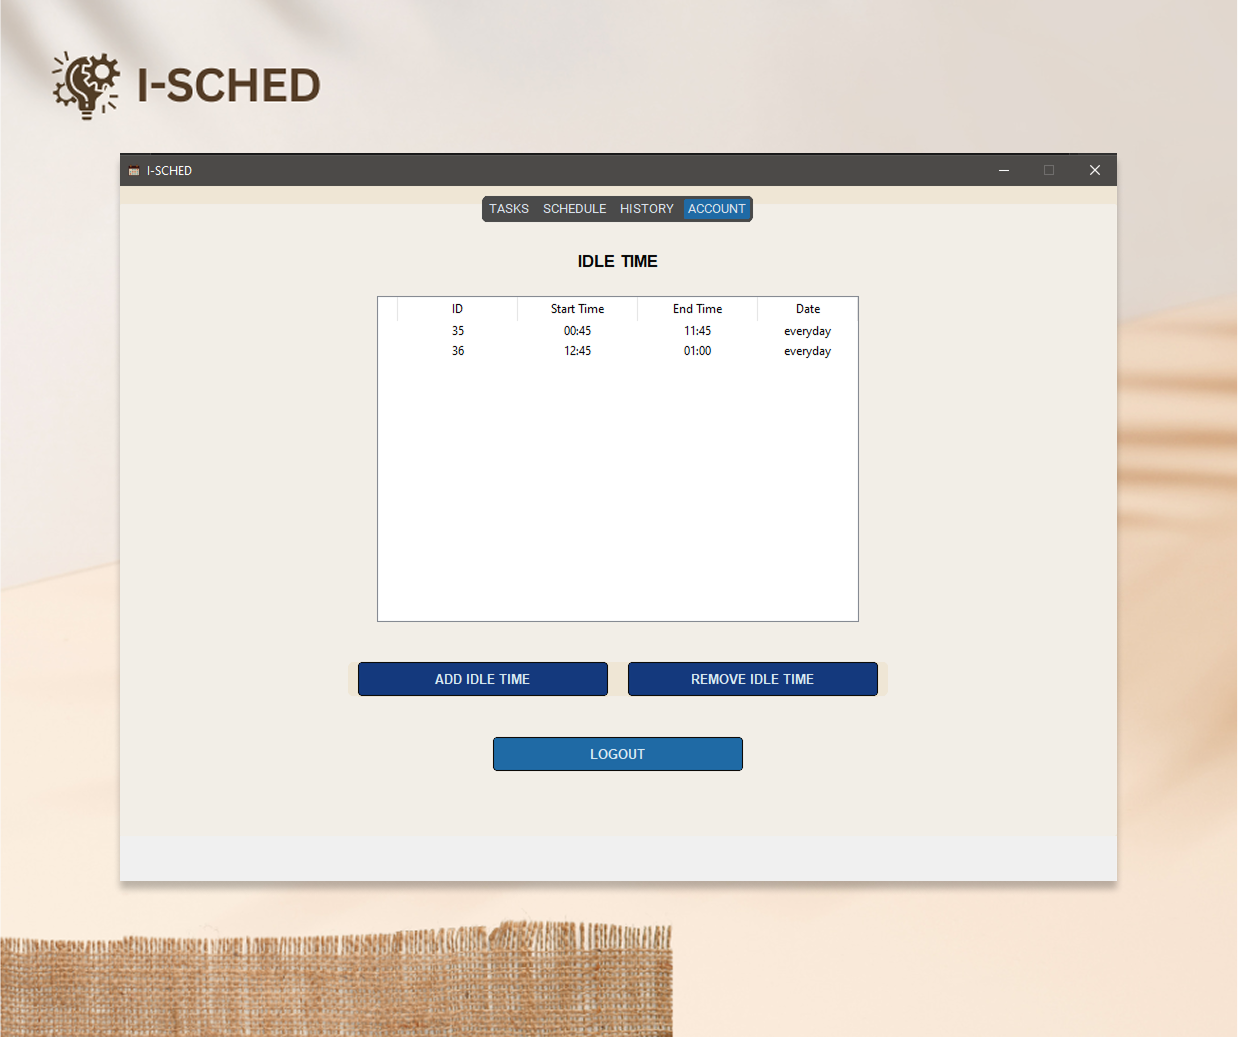 I-SCHED
I-SCHED
TASKS SCHEDULE HISTORY ACCOUNT
IDLE TIME
ID Start Time End Time Date
35 00:45 11:45 everyday
36 12:45 01:00 everyday
ADD IDLE TIME REMOVE IDLE TIME
LOGOUT